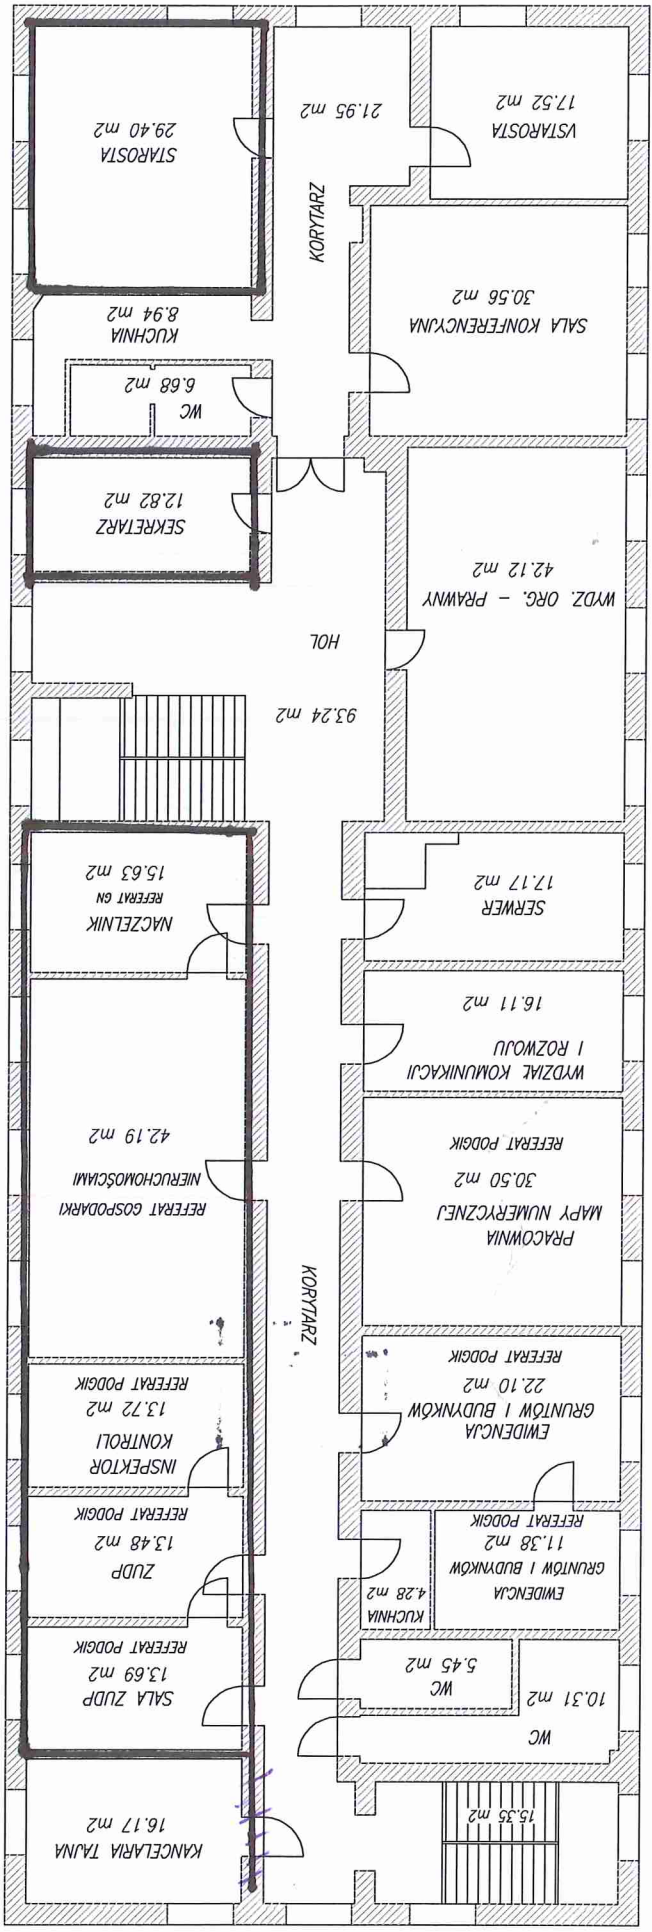 KANCELARIA TAJNA
16.17 m2
15.35 m2
WC
10.31 m2
WC
5.45 m2
SALA ZUDP
13.69 m2
REFERAT PODGIK
KUCHNIA
4.28 m2
EWIDENCJA
GRUNTÓW I BUDYNKÓW
11.38 m2
REFERAT PODGIK
ZUDP
13.48 m2
REFERAT PODGIK
INSPEKTOR
KONTROLI
13.72 m2
REFERAT PODGIK
EWIDENCJA
GRUNTÓW I BUDYNKÓW
22.10 m2
REFERAT PODGIK
KORYTARZ
PRACOWNIA
MAPY NUMERYCZNEJ
30.50 m2
REFERAT PODGIK
REFERAT GOSPODARKI
NIERUCHOMOŚCIAMI
42.19 m2
WYDZIAŁ KOMUNIKACJI
I ROZWOJU
16.11 m2
NACZELNIK
REFERAT GN
15.63 m2
SERWER
17.17 m2
93.24 m2
HOL
WYDZ. ORG. – PRAWNY
42.12 m2
SEKRETARZ
12.82 m2
WC
6.68 m2
KUCHNIA
8.94 m2
SALA KONFERENCYJNA
30.56 m2
KORYTARZ
21.95 m2
STAROSTA
29.40 m2
VSTAROSTA
17.52 m2